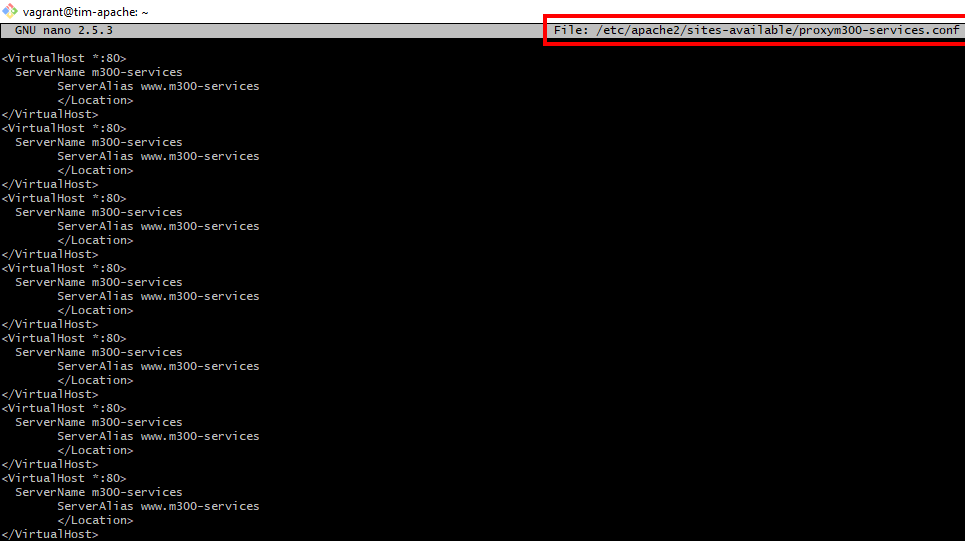 vagrant@tim-apache: ~
GNU nano 2.5.3 File: /etc/apache2/sites-available/proxym300-services.conf
<VirtualHost *:80>
ServerName m300-services
ServerAlias www.m300-services
</Location>
</VirtualHost>
<VirtualHost *:80>
ServerName m300-services
ServerAlias www.m300-services
</Location>
</VirtualHost>
<VirtualHost *:80>
ServerName m300-services
ServerAlias www.m300-services
</Location>
</VirtualHost>
<VirtualHost *:80>
ServerName m300-services
ServerAlias www.m300-services
</Location>
</VirtualHost>
<VirtualHost *:80>
ServerName m300-services
ServerAlias www.m300-services
</Location>
</VirtualHost>
<VirtualHost *:80>
ServerName m300-services
ServerAlias www.m300-services
</Location>
</VirtualHost>
<VirtualHost *:80>
ServerName m300-services
ServerAlias www.m300-services
</Location>
</VirtualHost>